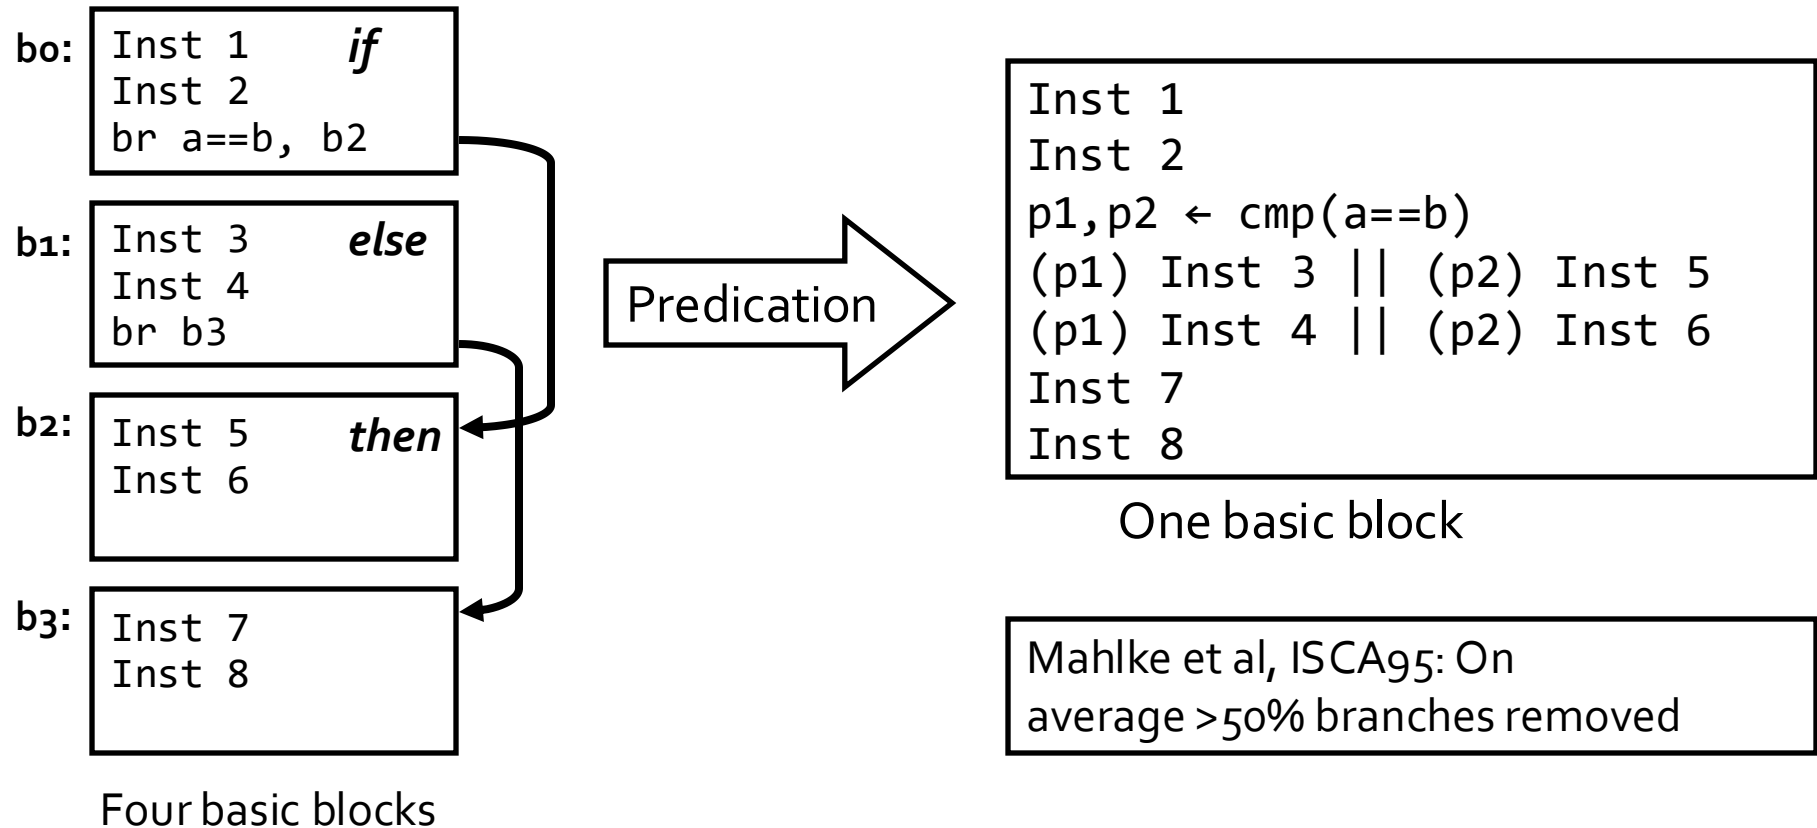 b0:
Inst 1 if
Inst 2
br a==b, b2
b1:
Inst 3 else
Inst 4
br b3
b2:
Inst 5 then
Inst 6
b3:
Inst 7
Inst 8
Four basic blocks
Predication
Inst 1
Inst 2
p1,p2 ← cmp(a==b)
(p1) Inst 3 || (p2) Inst 5
(p1) Inst 4 || (p2) Inst 6
Inst 7
Inst 8
One basic block
Mahlke et al, ISCA95: On
average >50% branches removed